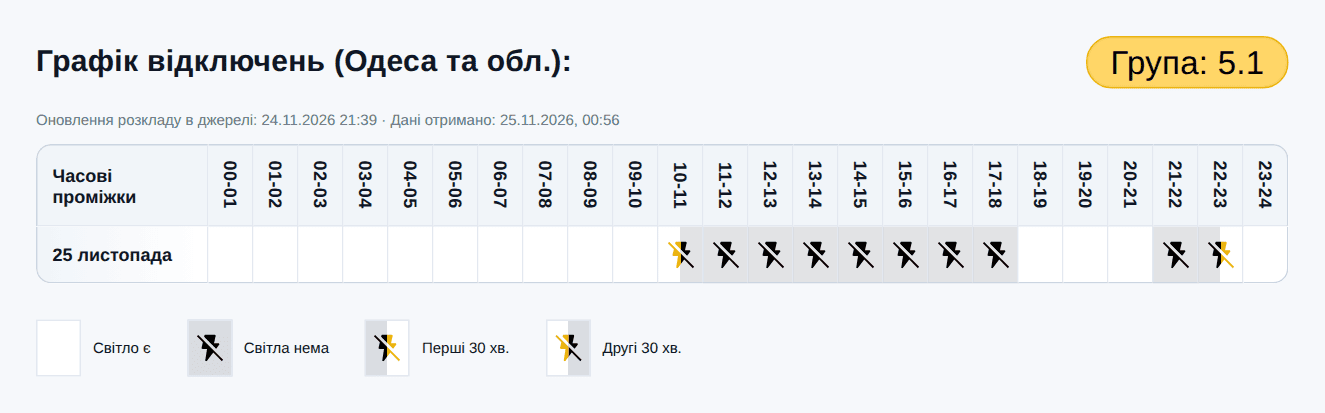 Графік відключень (Одеса та обл.):
Група: 5.1
Оновлення розкладу в джерелі: 24.11.2026 21:39 · Дані отримано: 25.11.2026, 00:56
Часові
проміжки
00-01
01-02
02-03
03-04
04-05
05-06
06-07
07-08
08-09
09-10
10-11
11-12
12-13
13-14
14-15
15-16
16-17
17-18
18-19
19-20
20-21
21-22
22-23
23-24
25 листопада
Світло є
Світла нема
Перші 30 хв.
Другі 30 хв.